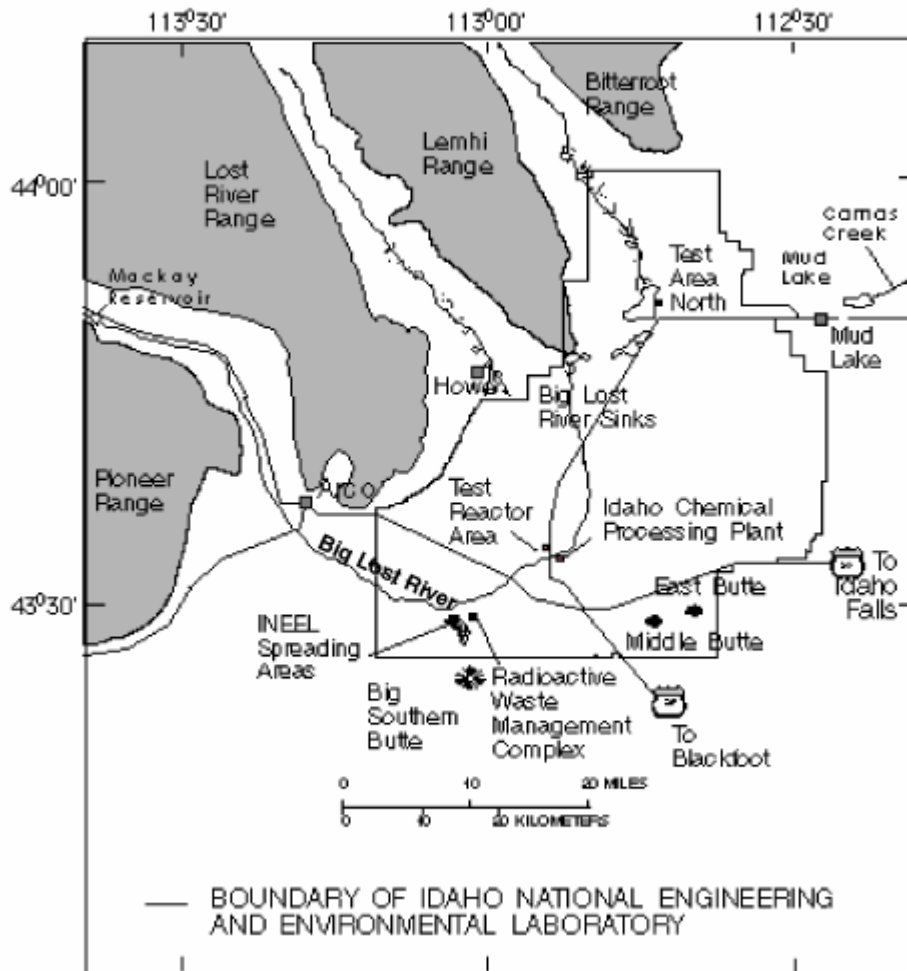 113°30'
113°00'
112°30'
Bitterroot
Range
Lemhi
Range
Lost
River
Range
44°00'
Camas
Creek
Mud
Lake
Test
Area
North
Mackay
Reservoir
Mud
Lake
Howe
Big Lost
River Sinks
Pioneer
Range
Arco
Test
Reactor
Area
Idaho Chemical
Processing Plant
Big Lost River
To
Idaho
Falls
East Butte
43°30'
INEEL
Spreading
Areas
Middle Butte
Big
Southern
Butte
Radioactive
Waste
Management
Complex
To
Blackfoot
0 10 20 MILES
0 10 20 KILOMETERS
BOUNDARY OF IDAHO NATIONAL ENGINEERING
AND ENVIRONMENTAL LABORATORY